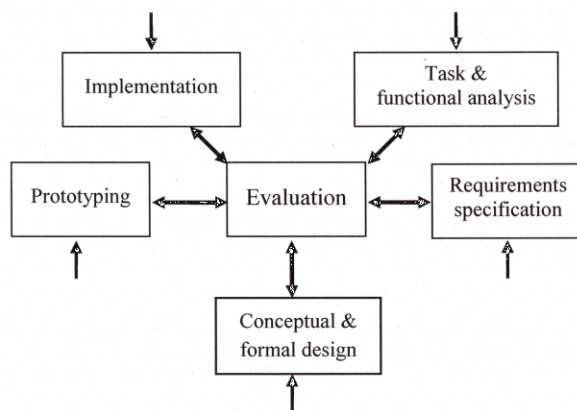 Implementation
Task &
functional analysis
Prototyping
Evaluation
Requirements
specification
Conceptual &
formal design